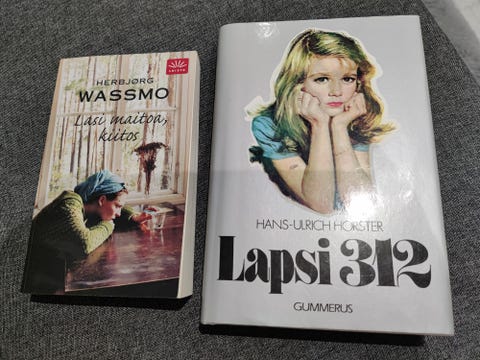 HERBJØRG
WASSMO
Lasi maitoa,
kiitos
HANS-ULRICH HORSTER
Lapsi 312
GUMMERUS